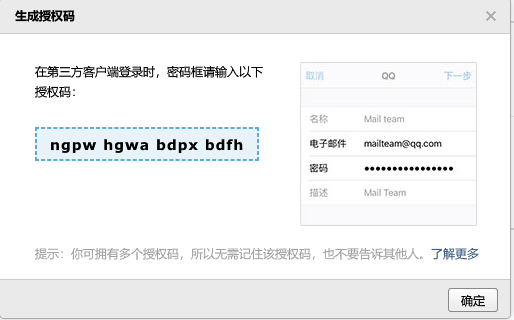 生成授权码
在第三方客户端登录时，密码框请输入以下
授权码：
ngpw hgwa bdpx bdfh
取消 QQ 下一步
名称 Mail team
电子邮件 mailteam@qq.com
密码 ●●●●●●●●●●●●●●●●
描述 Mail Team
提示：你可拥有多个授权码，所以无需记住该授权码，也不要告诉其他人。了解更多
确定